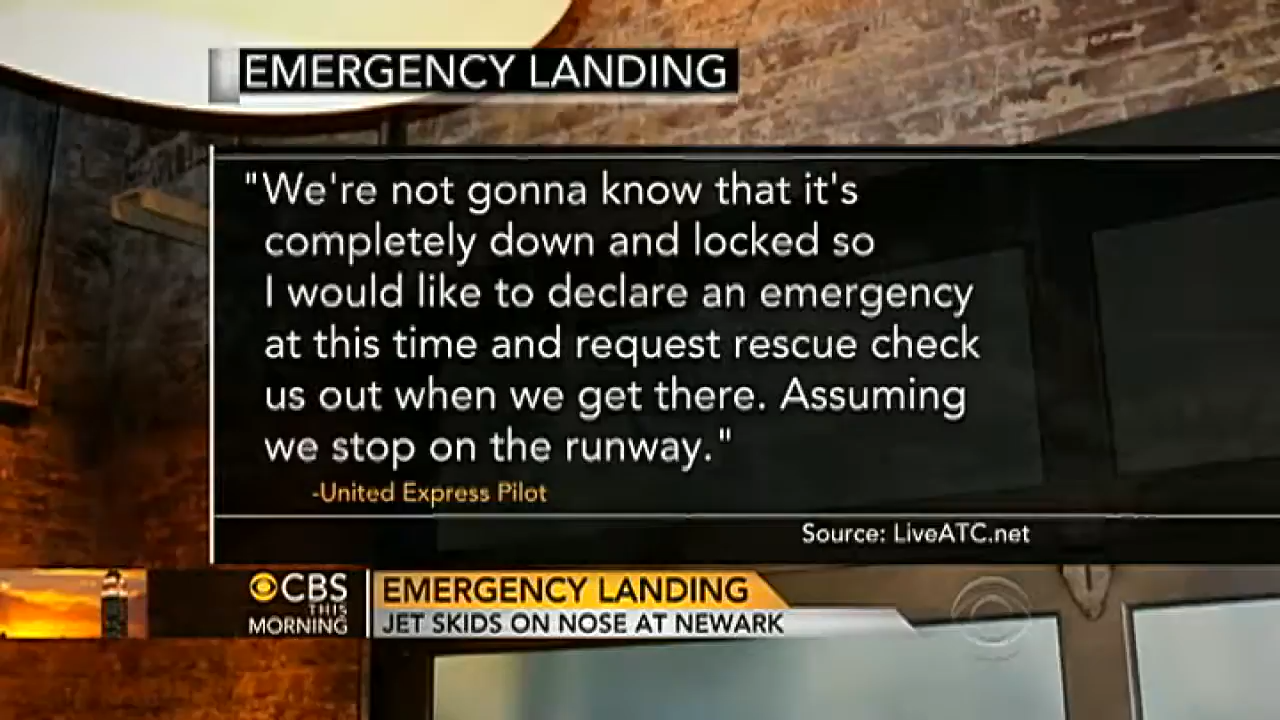 EMERGENCY LANDING
"We're not gonna know that it's
completely down and locked so
I would like to declare an emergency
at this time and request rescue check
us out when we get there. Assuming
we stop on the runway."
-United Express Pilot
Source: LiveATC.net
CBS
THIS
MORNING
EMERGENCY LANDING
JET SKIDS ON NOSE AT NEWARK